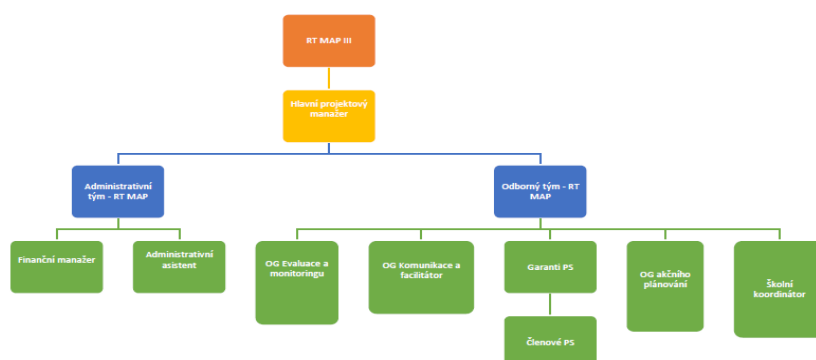 RT MAP III
Hlavní projektový
manažer
Administrativní
tým - RT MAP
Odborný tým - RT
MAP
Finanční manažer
Administrativní
asistent
OG Evaluace a
monitoringu
OG Komunikace a
facilitátor
Garanti PS
OG akčního
plánování
Školní
koordinátor
Členové PS